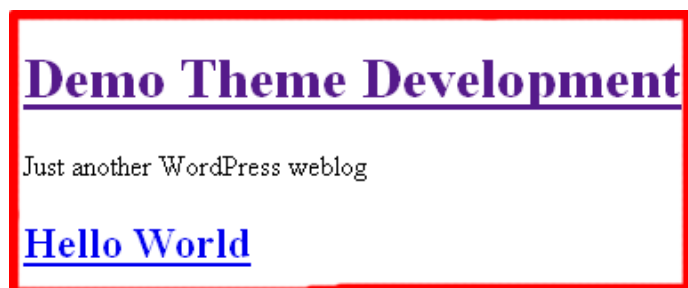 Demo Theme Development
Just another WordPress weblog
Hello World